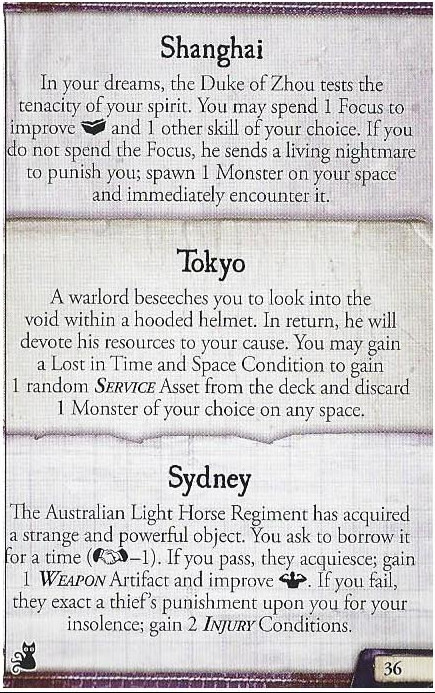 Shanghai
In your dreams, the Duke of Zhou tests the
tenacity of your spirit. You may spend 1 Focus to
improve and 1 other skill of your choice. If you
do not spend the Focus, he sends a living nightmare
to punish you; spawn 1 Monster on your space
and immediately encounter it.
Tokyo
A warlord beseeches you to look into the
void within a hooded helmet. In return, he will
devote his resources to your cause. You may gain
a Lost in Time and Space Condition to gain
1 random SERVICE Asset from the deck and discard
1 Monster of your choice on any space.
Sydney
The Australian Light Horse Regiment has acquired
a strange and powerful object. You ask to borrow it
for a time (–1). If you pass, they acquiesce; gain
1 WEAPON Artifact and improve . If you fail,
they exact a thief's punishment upon you for your
insolence; gain 2 INJURY Conditions.
36